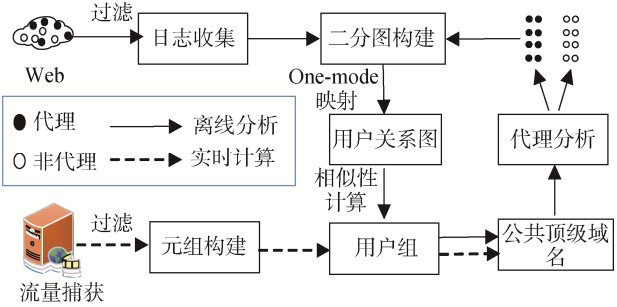 过滤
日志收集
二分图构建
Web
One-mode
映射
代理
离线分析
非代理
实时计算
用户关系图
代理分析
相似性
计算
过滤
元组构建
用户组
公共顶级域
名
流量捕获